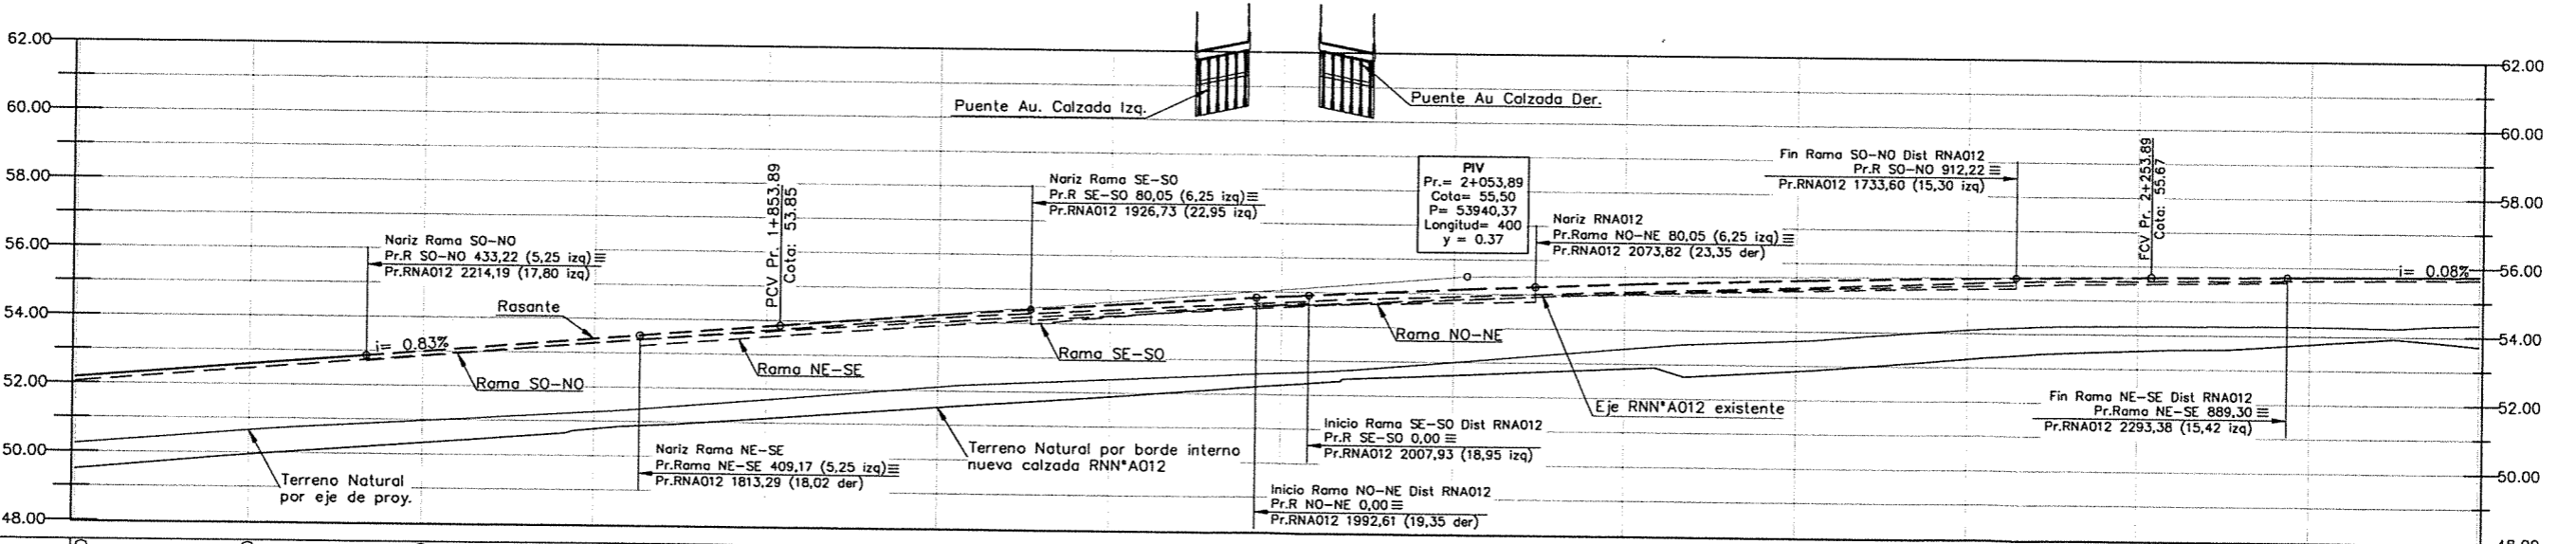 62.00
60.00
58.00
56.00
54.00
52.00
50.00
48.00
Puente Au. Calzada Izq.
Puente Au Calzada Der.
Nariz Rama SO-NO
Pr.R SO-NO 433,22 (5,25 izq)≡
Pr.RNA012 2214,19 (17,80 izq)
Rasante
i= 0.83%
Rama SO-NO
PCV Pr. 1+853,89
Cota: 53.85
Rama NE-SE
Nariz Rama SE-SO
Pr.R SE-SO 80,05 (6,25 izq)≡
Pr.RNA012 1926,73 (22,95 izq)
Rama SE-SO
PIV
Pr.= 2+053,89
Cota= 55,50
P= 53940,37
Longitud= 400
y = 0.37
Nariz RNA012
Pr.Rama NO-NE 80,05 (6,25 izq)≡
Pr.RNA012 2073,82 (23,35 der)
Rama NO-NE
Fin Rama SO-NO Dist RNA012
Pr.R SO-NO 912,22 ≡
Pr.RNA012 1733,60 (15,30 izq)
FCV Pr. 2+253,89
Cota: 55.67
i= 0.08%
Terreno Natural
por eje de proy.
Nariz Rama NE-SE
Pr.Rama NE-SE 409,17 (5,25 izq)≡
Pr.RNA012 1813,29 (18,02 der)
Terreno Natural por borde interno
nueva calzada RNN°A012
Inicio Rama SE-SO Dist RNA012
Pr.R SE-SO 0,00 ≡
Pr.RNA012 2007,93 (18,95 izq)
Inicio Rama NO-NE Dist RNA012
Pr.R NO-NE 0,00 ≡
Pr.RNA012 1992,61 (19,35 der)
Eje RNN°A012 existente
Fin Rama NE-SE Dist RNA012
Pr.Rama NE-SE 889,30 ≡
Pr.RNA012 2293,38 (15,42 izq)
62.00
60.00
58.00
56.00
54.00
52.00
50.00
48.00